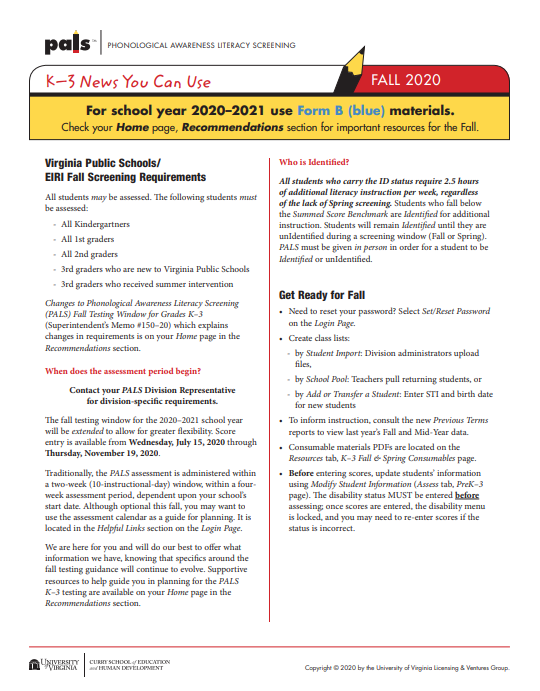 pals™ PHONOLOGICAL AWARENESS LITERACY SCREENING
K–3 News You Can Use
FALL 2020
For school year 2020–2021 use Form B (blue) materials.
Check your Home page, Recommendations section for important resources for the Fall.
Virginia Public Schools/
EIRI Fall Screening Requirements
All students may be assessed. The following students must
be assessed:
- All Kindergartners
- All 1st graders
- All 2nd graders
- 3rd graders who are new to Virginia Public Schools
- 3rd graders who received summer intervention
Changes to Phonological Awareness Literacy Screening
(PALS) Fall Testing Window for Grades K–3
(Superintendent's Memo #150–20) which explains
changes in requirements is on your Home page in the
Recommendations section.
When does the assessment period begin?
Contact your PALS Division Representative
for division-specific requirements.
The fall testing window for the 2020–2021 school year
will be extended to allow for greater flexibility. Score
entry is available from Wednesday, July 15, 2020 through
Thursday, November 19, 2020.
Traditionally, the PALS assessment is administered within
a two-week (10-instructional-day) window, within a four-
week assessment period, dependent upon your school's
start date. Although optional this fall, you may want to
use the assessment calendar as a guide for planning. It is
located in the Helpful Links section on the Login Page.
We are here for you and will do our best to offer what
information we have, knowing that specifics around the
fall testing guidance will continue to evolve. Supportive
resources to help guide you in planning for the PALS
K–3 testing are available on your Home page in the
Recommendations section.
Who is Identified?
All students who carry the ID status require 2.5 hours
of additional literacy instruction per week, regardless
of the lack of Spring screening. Students who fall below
the Summed Score Benchmark are Identified for additional
instruction. Students will remain Identified until they are
unIdentified during a screening window (Fall or Spring).
PALS must be given in person in order for a student to be
Identified or unIdentified.
Get Ready for Fall
• Need to reset your password? Select Set/Reset Password
on the Login Page.
• Create class lists:
- by Student Import: Division administrators upload
files,
- by School Pool: Teachers pull returning students, or
- by Add or Transfer a Student: Enter STI and birth date
for new students
• To inform instruction, consult the new Previous Terms
reports to view last year's Fall and Mid-Year data.
• Consumable materials PDFs are located on the
Resources tab, K–3 Fall & Spring Consumables page.
• Before entering scores, update students' information
using Modify Student Information (Assess tab, PreK–3
page). The disability status MUST be entered before
assessing; once scores are entered, the disability menu
is locked, and you may need to re-enter scores if the
status is incorrect.
UNIVERSITY of VIRGINIA
CURRY SCHOOL of EDUCATION
and HUMAN DEVELOPMENT
Copyright © 2020 by the University of Virginia Licensing & Ventures Group.